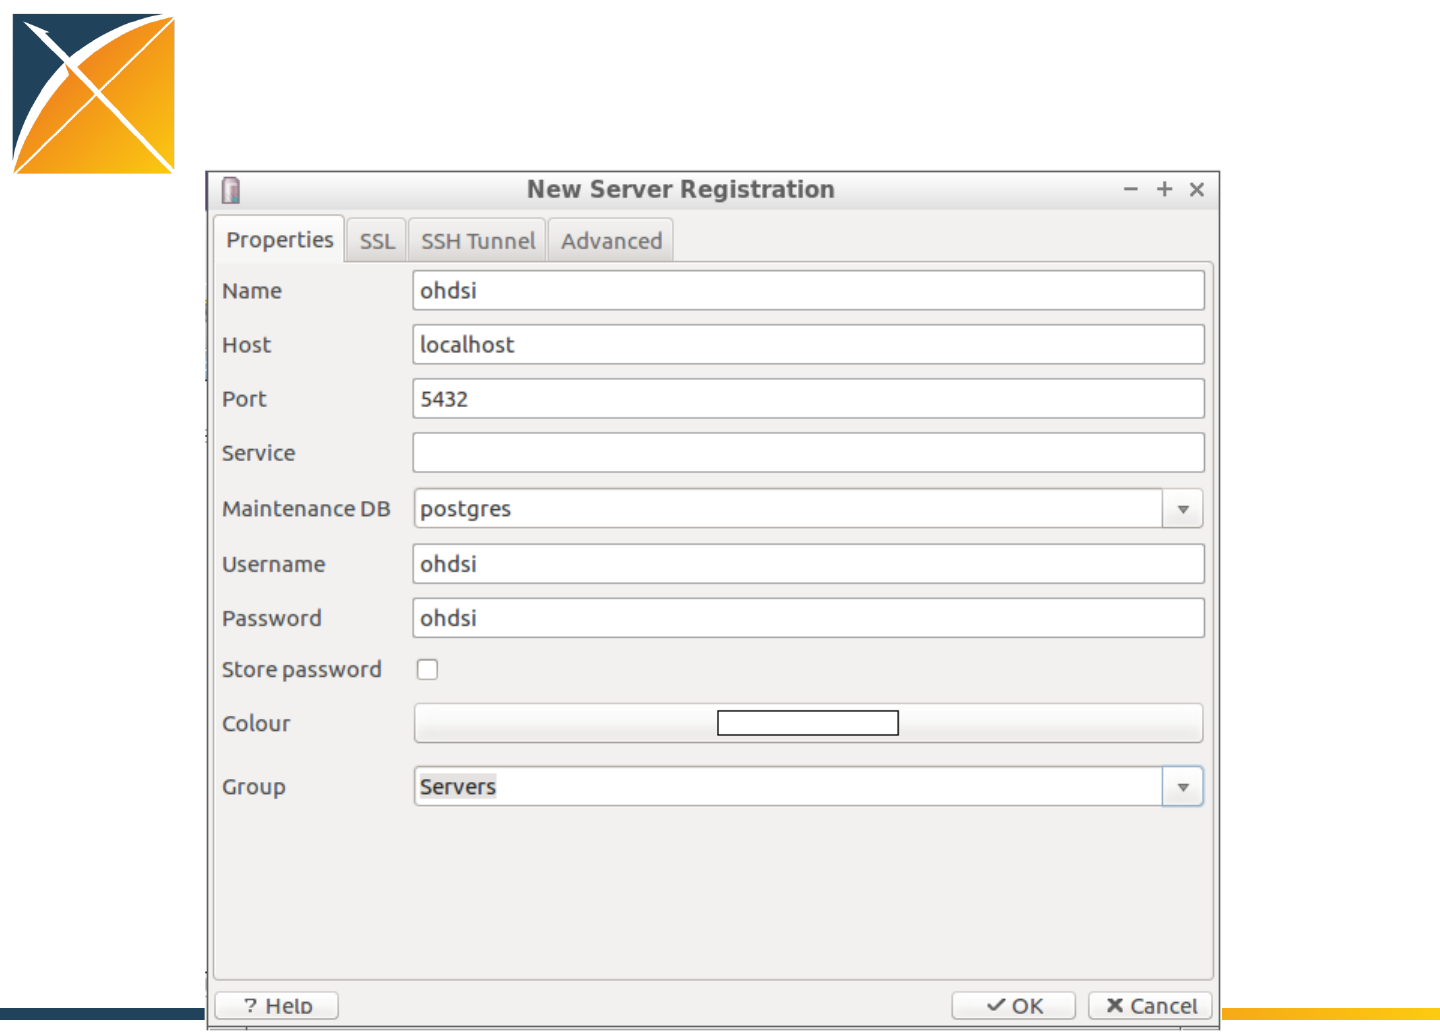 New Server Registration
Properties SSL SSH Tunnel Advanced
Name ohdsi
Host localhost
Port 5432
Service
Maintenance DB postgres
Username ohdsi
Password ohdsi
Store password
Colour
Group Servers
? Help OK Cancel